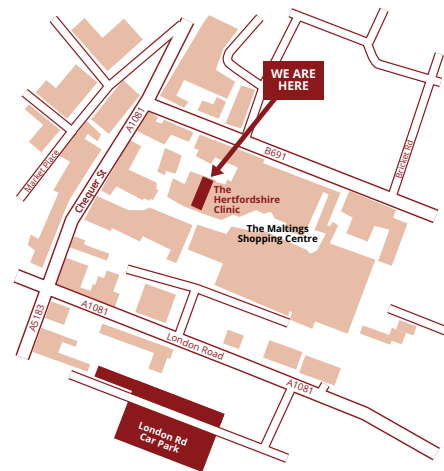 WE ARE
HERE
A1081
B691
Bricket Rd
Market Place
Chequer St
The
Hertfordshire
Clinic
The Maltings
Shopping Centre
A5183
A1081
London Road
A1081
London Rd
Car Park